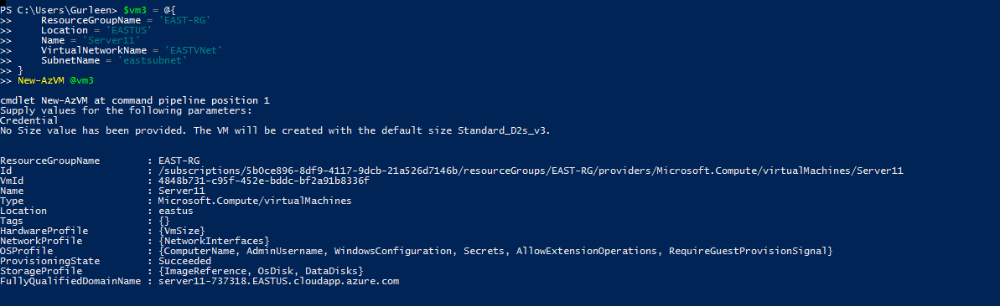 PS C:\Users\Gurleen> $vm3 = @{
>>     ResourceGroupName = 'EAST-RG'
>>     Location = 'EASTUS'
>>     Name = 'Server11'
>>     VirtualNetworkName = 'EASTVNet'
>>     SubnetName = 'eastsubnet'
>> }
>> New-AzVM @vm3
cmdlet New-AzVM at command pipeline position 1
Supply values for the following parameters:
Credential
No Size value has been provided. The VM will be created with the default size Standard_D2s_v3.
ResourceGroupName        : EAST-RG
Id                       : /subscriptions/5b0ce896-8df9-4117-9dcb-21a526d7146b/resourceGroups/EAST-RG/providers/Microsoft.Compute/virtualMachines/Server11
VmId                     : 4848b731-c95f-452e-bddc-bf2a91b8336f
Name                     : Server11
Type                     : Microsoft.Compute/virtualMachines
Location                 : eastus
Tags                     : {}
HardwareProfile          : {VmSize}
NetworkProfile           : {NetworkInterfaces}
OSProfile                : {ComputerName, AdminUsername, WindowsConfiguration, Secrets, AllowExtensionOperations, RequireGuestProvisionSignal}
ProvisioningState        : Succeeded
StorageProfile           : {ImageReference, OsDisk, DataDisks}
FullyQualifiedDomainName : server11-737318.EASTUS.cloudapp.azure.com